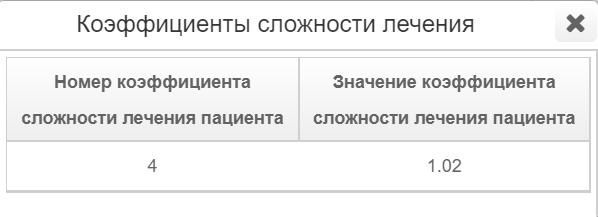 Коэффициенты сложности лечения
Номер коэффициента Значение коэффициента
сложности лечения пациента сложности лечения пациента
4 1.02